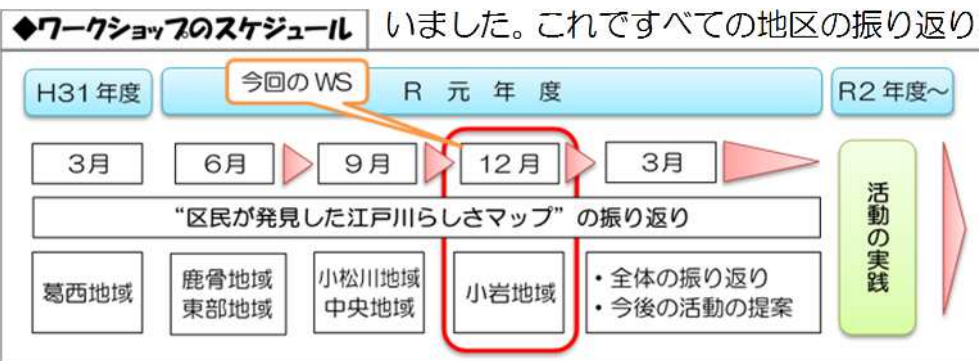 ◆ワークショップのスケジュール
いました。これですべての地区の振り返り
H31年度
今回のWS
R元年度
R2年度～
3月
6月
9月
12月
3月
“区民が発見した江戸川らしさマップ”の振り返り
葛西地域
鹿骨地域
東部地域
小松川地域
中央地域
小岩地域
・全体の振り返り
・今後の活動の提案
活動の実践